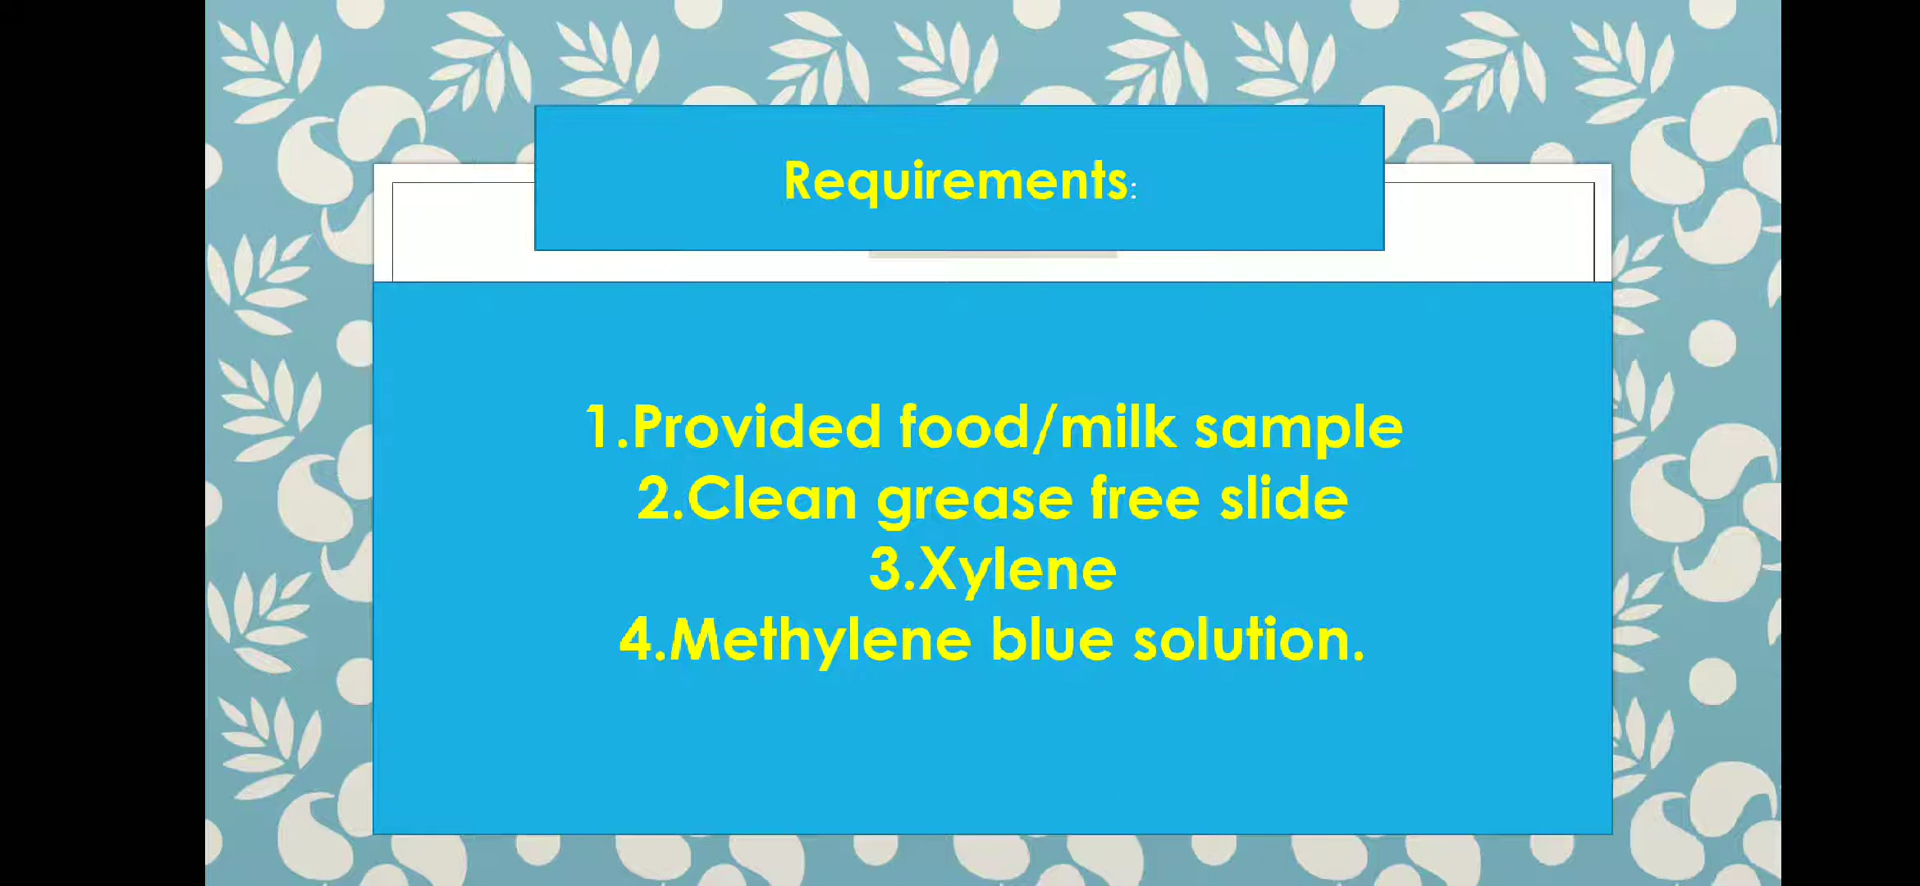 Requirements:
1.Provided food/milk sample
2.Clean grease free slide
3.Xylene
4.Methylene blue solution.